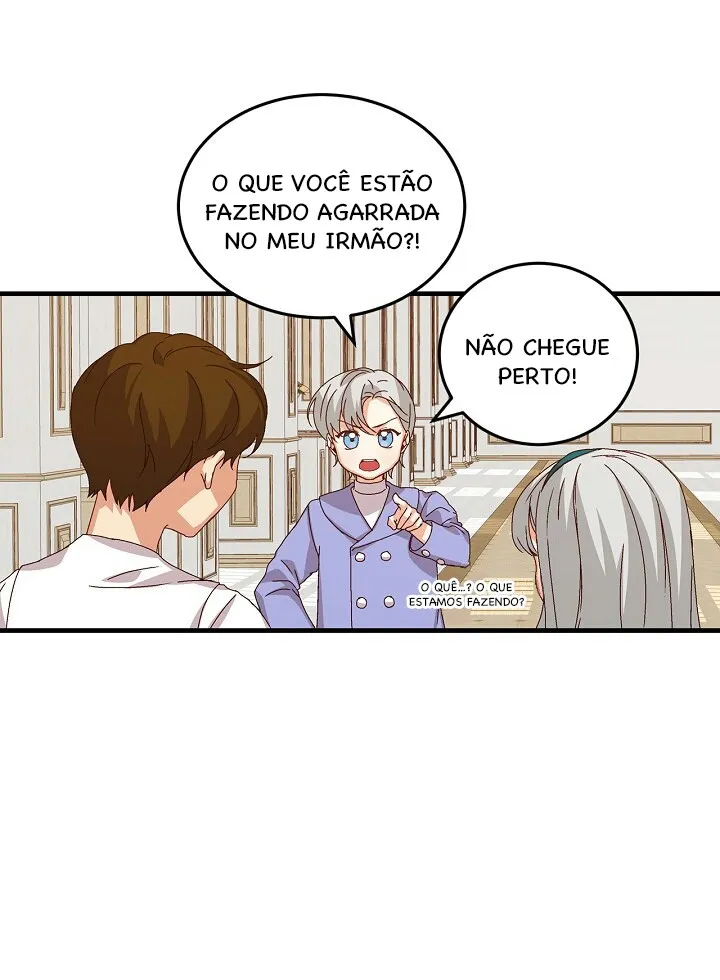 O QUE VOCÊ ESTÃO
FAZENDO AGARRADA
NO MEU IRMÃO?!
NÃO CHEGUE
PERTO!
O QUÊ...? O QUE
ESTAMOS FAZENDO?